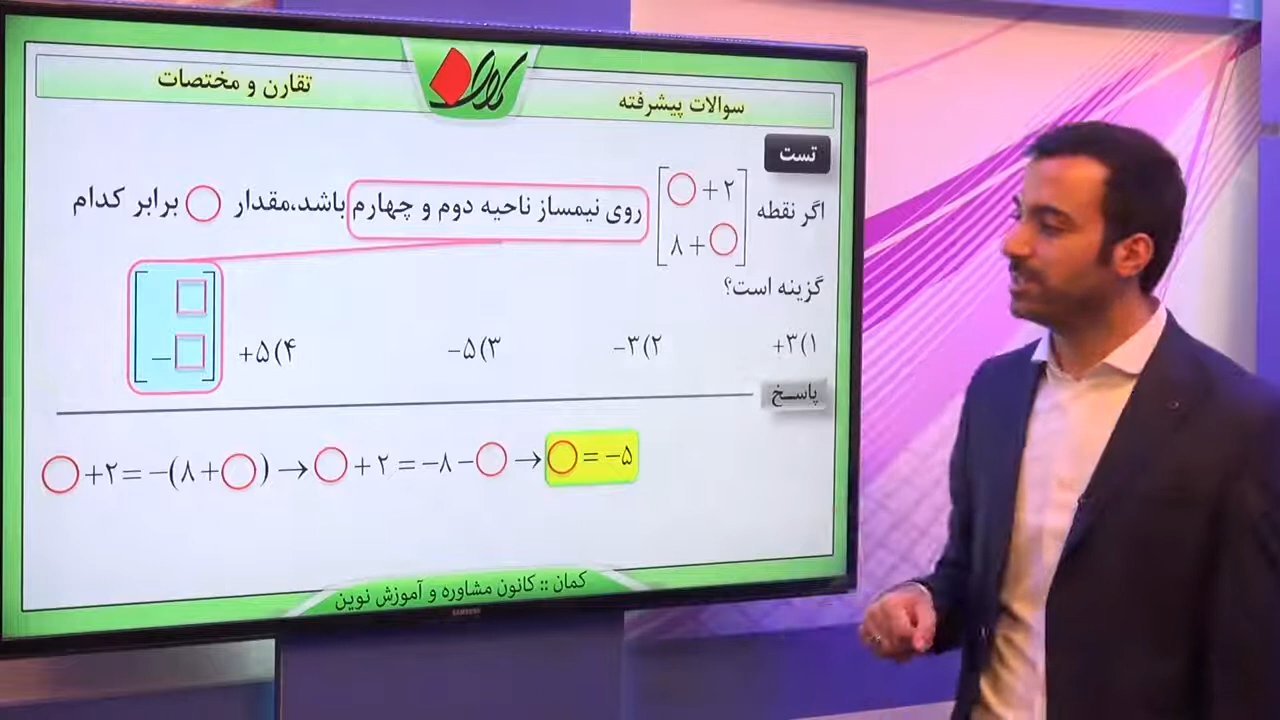 سوالات پیشرفته
تقارن و مختصات
تست
اگر نقطه [○ + ۲ / ۸ + ○] روی نیمساز ناحیه دوم و چهارم باشد،مقدار ○ برابر کدام
گزینه است؟
۱) +۳ ۲) −۳ ۳) −۵ ۴) +۵
[□ / −□]
پاسخ
○ + ۲ = −(۸ + ○) → ○ + ۲ = −۸ − ○ → ○ = −۵
کمان :: کانون مشاوره و آموزش نوین
SAMSUNG